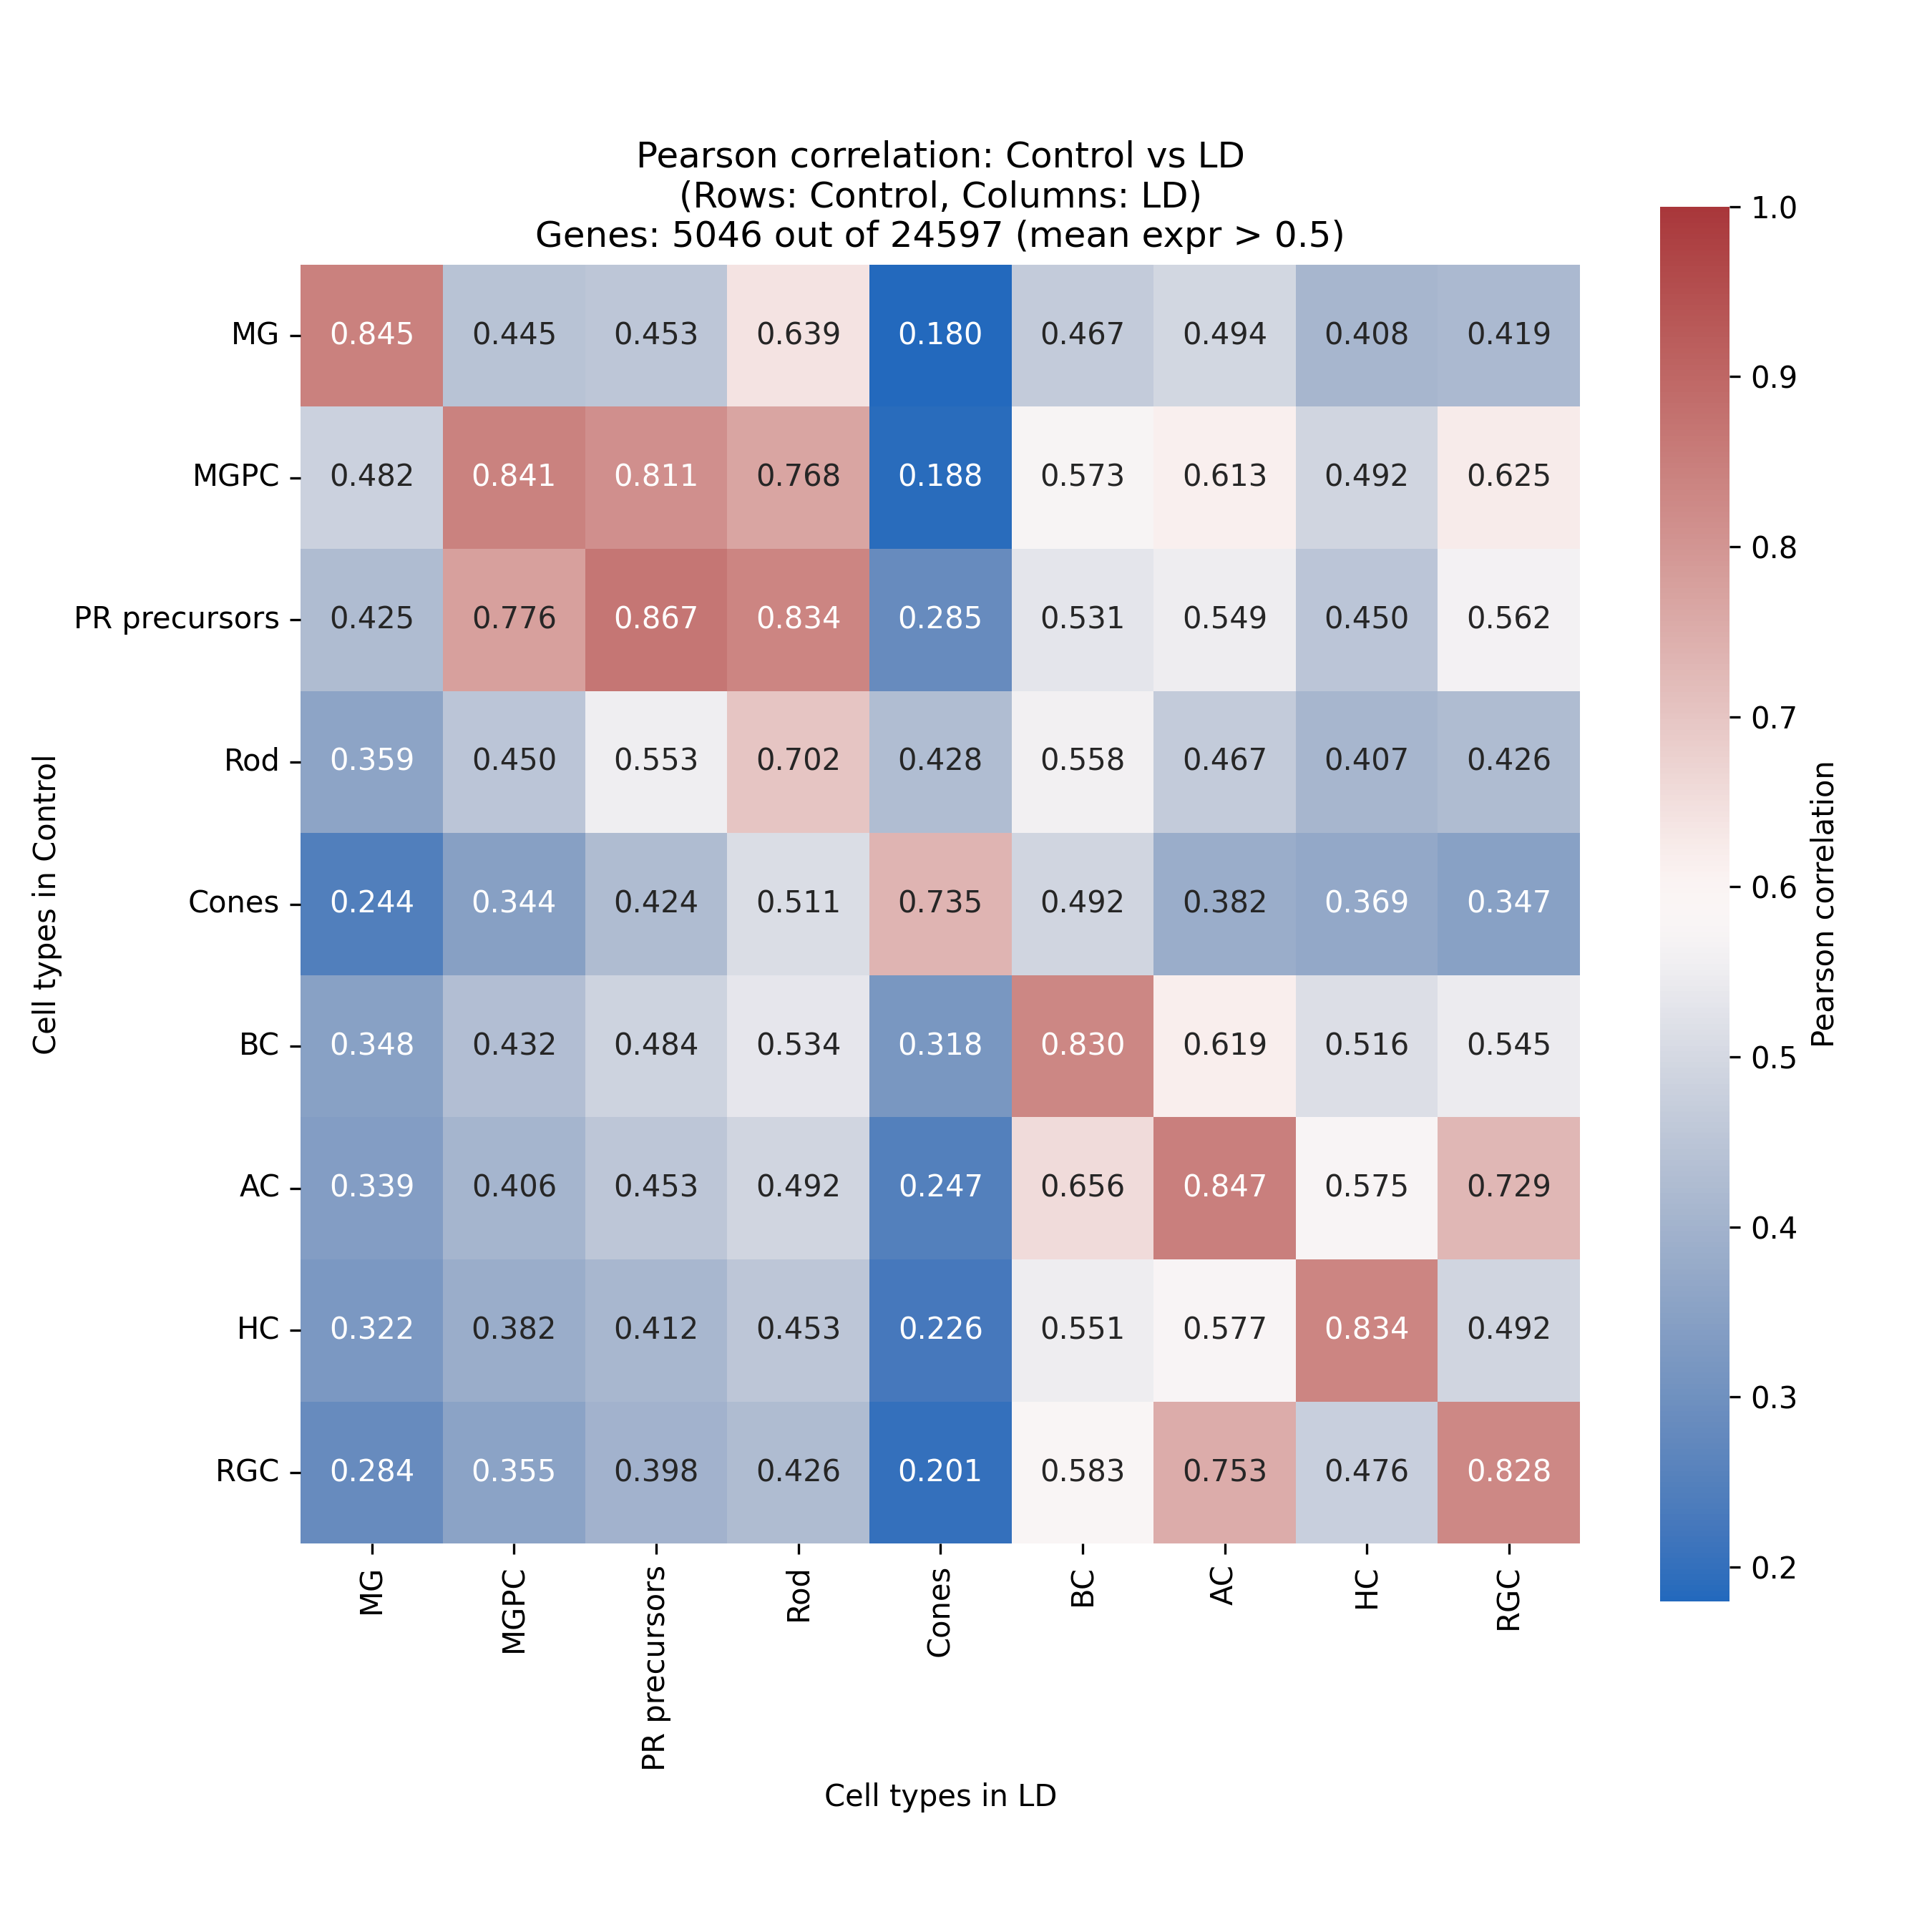 Pearson correlation: Control vs LD
(Rows: Control, Columns: LD)
Genes: 5046 out of 24597 (mean expr > 0.5)
Cell types in Control
MG 0.845 0.445 0.453 0.639 0.180 0.467 0.494 0.408 0.419
MGPC 0.482 0.841 0.811 0.768 0.188 0.573 0.613 0.492 0.625
PR precursors 0.425 0.776 0.867 0.834 0.285 0.531 0.549 0.450 0.562
Rod 0.359 0.450 0.553 0.702 0.428 0.558 0.467 0.407 0.426
Cones 0.244 0.344 0.424 0.511 0.735 0.492 0.382 0.369 0.347
BC 0.348 0.432 0.484 0.534 0.318 0.830 0.619 0.516 0.545
AC 0.339 0.406 0.453 0.492 0.247 0.656 0.847 0.575 0.729
HC 0.322 0.382 0.412 0.453 0.226 0.551 0.577 0.834 0.492
RGC 0.284 0.355 0.398 0.426 0.201 0.583 0.753 0.476 0.828
MG MGPC PR precursors Rod Cones BC AC HC RGC
Cell types in LD
1.0
0.9
0.8
0.7
0.6
0.5
0.4
0.3
0.2
Pearson correlation